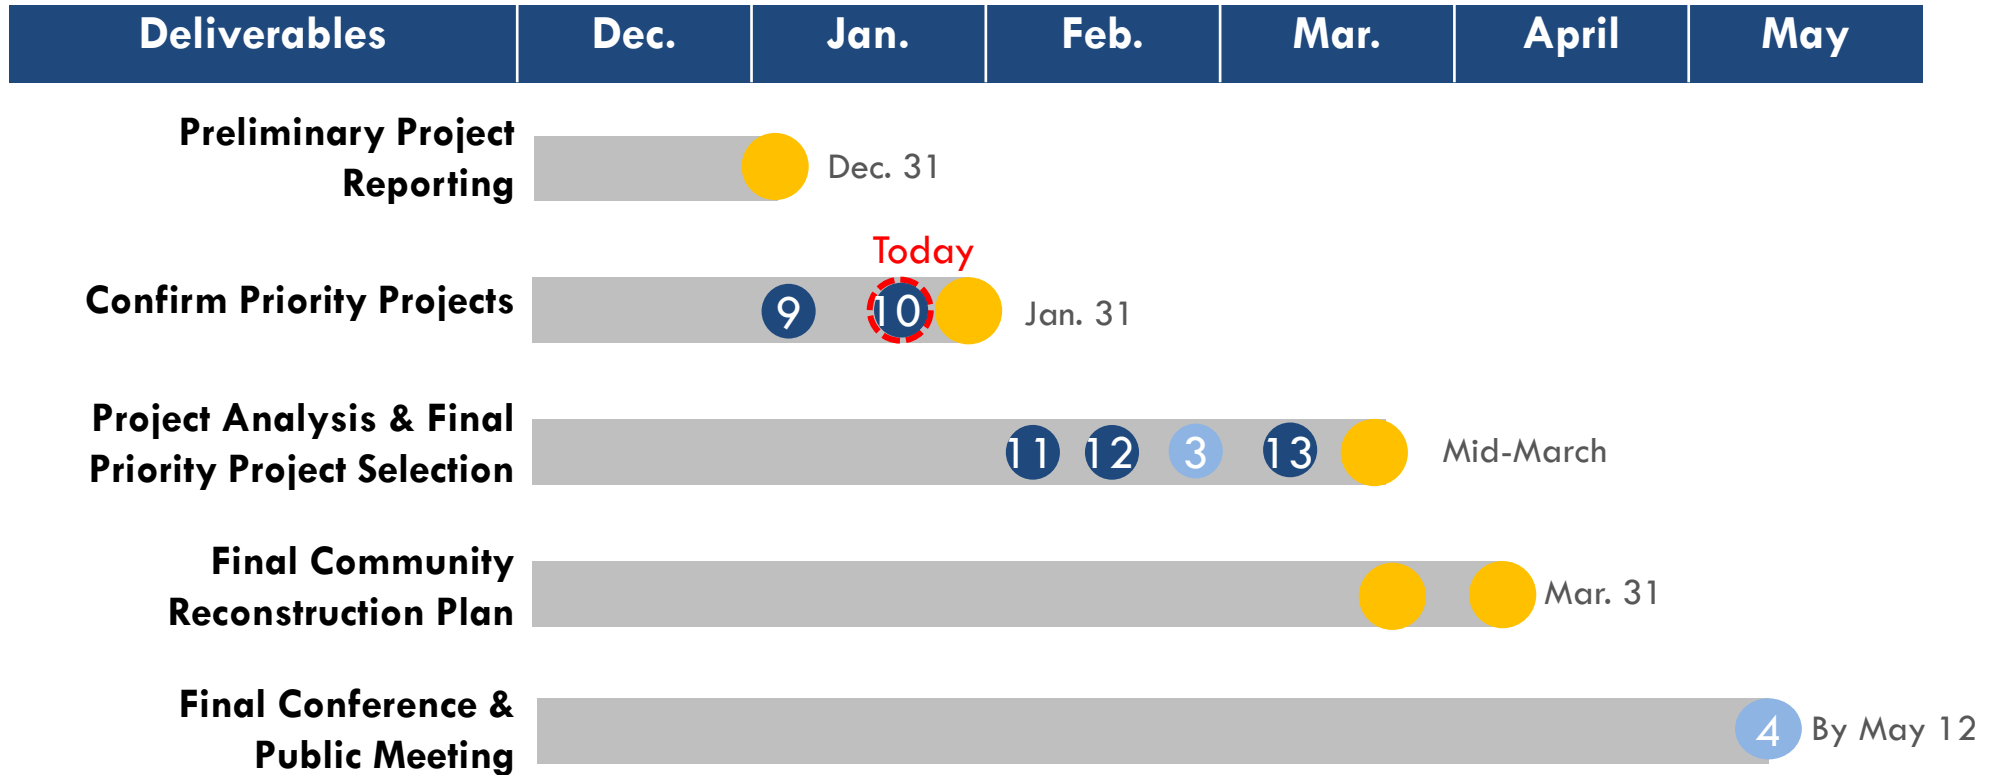 Deliverables Dec. Jan. Feb. Mar. April May
Preliminary Project
Reporting
Dec. 31
Today
Confirm Priority Projects
9 10
Jan. 31
Project Analysis & Final
Priority Project Selection
11 12 3 13
Mid-March
Final Community
Reconstruction Plan
Mar. 31
Final Conference &
Public Meeting
4
By May 12